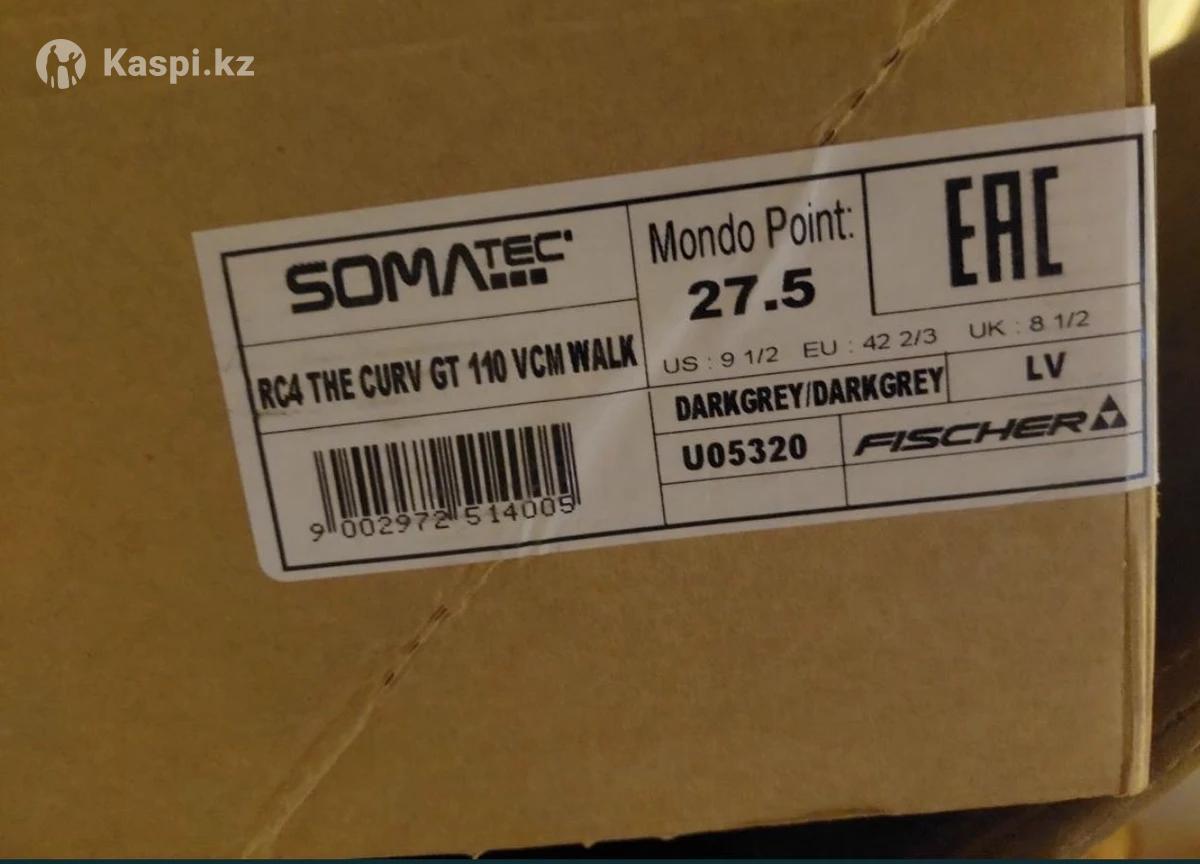 Kaspi.kz
SOMATEC
Mondo Point:
27.5
EAC
US : 9 1/2 EU : 42 2/3 UK : 8 1/2
RC4 THE CURV GT 110 VCM WALK
DARKGREY/DARKGREY
LV
U05320
FISCHER
9 002972 514005